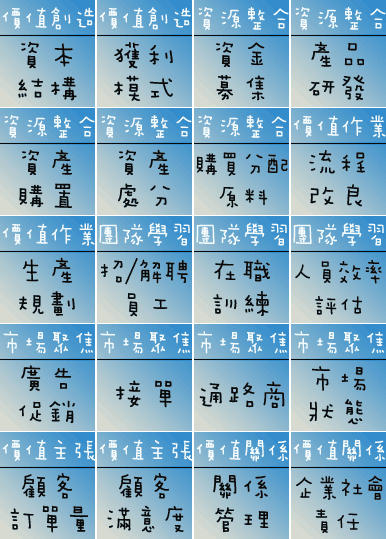 價值創造 價值創造 資源整合 資源整合
資本 獲利 資金 產品
結構 模式 募集 研發
資源整合 資源整合 資源整合 價值作業
資產 資產 購買分配 流程
購置 處分 原料 改良
價值作業 團隊學習 團隊學習 團隊學習
生產 招/解聘 在職 人員效率
規劃 員工 訓練 評估
市場聚焦 市場聚焦 市場聚焦 市場聚焦
廣告 接單 通路商 市場
促銷 狀態
價值主張 價值主張 價值關係 價值關係
顧客 顧客 關係 企業社會
訂單量 滿意度 管理 責任